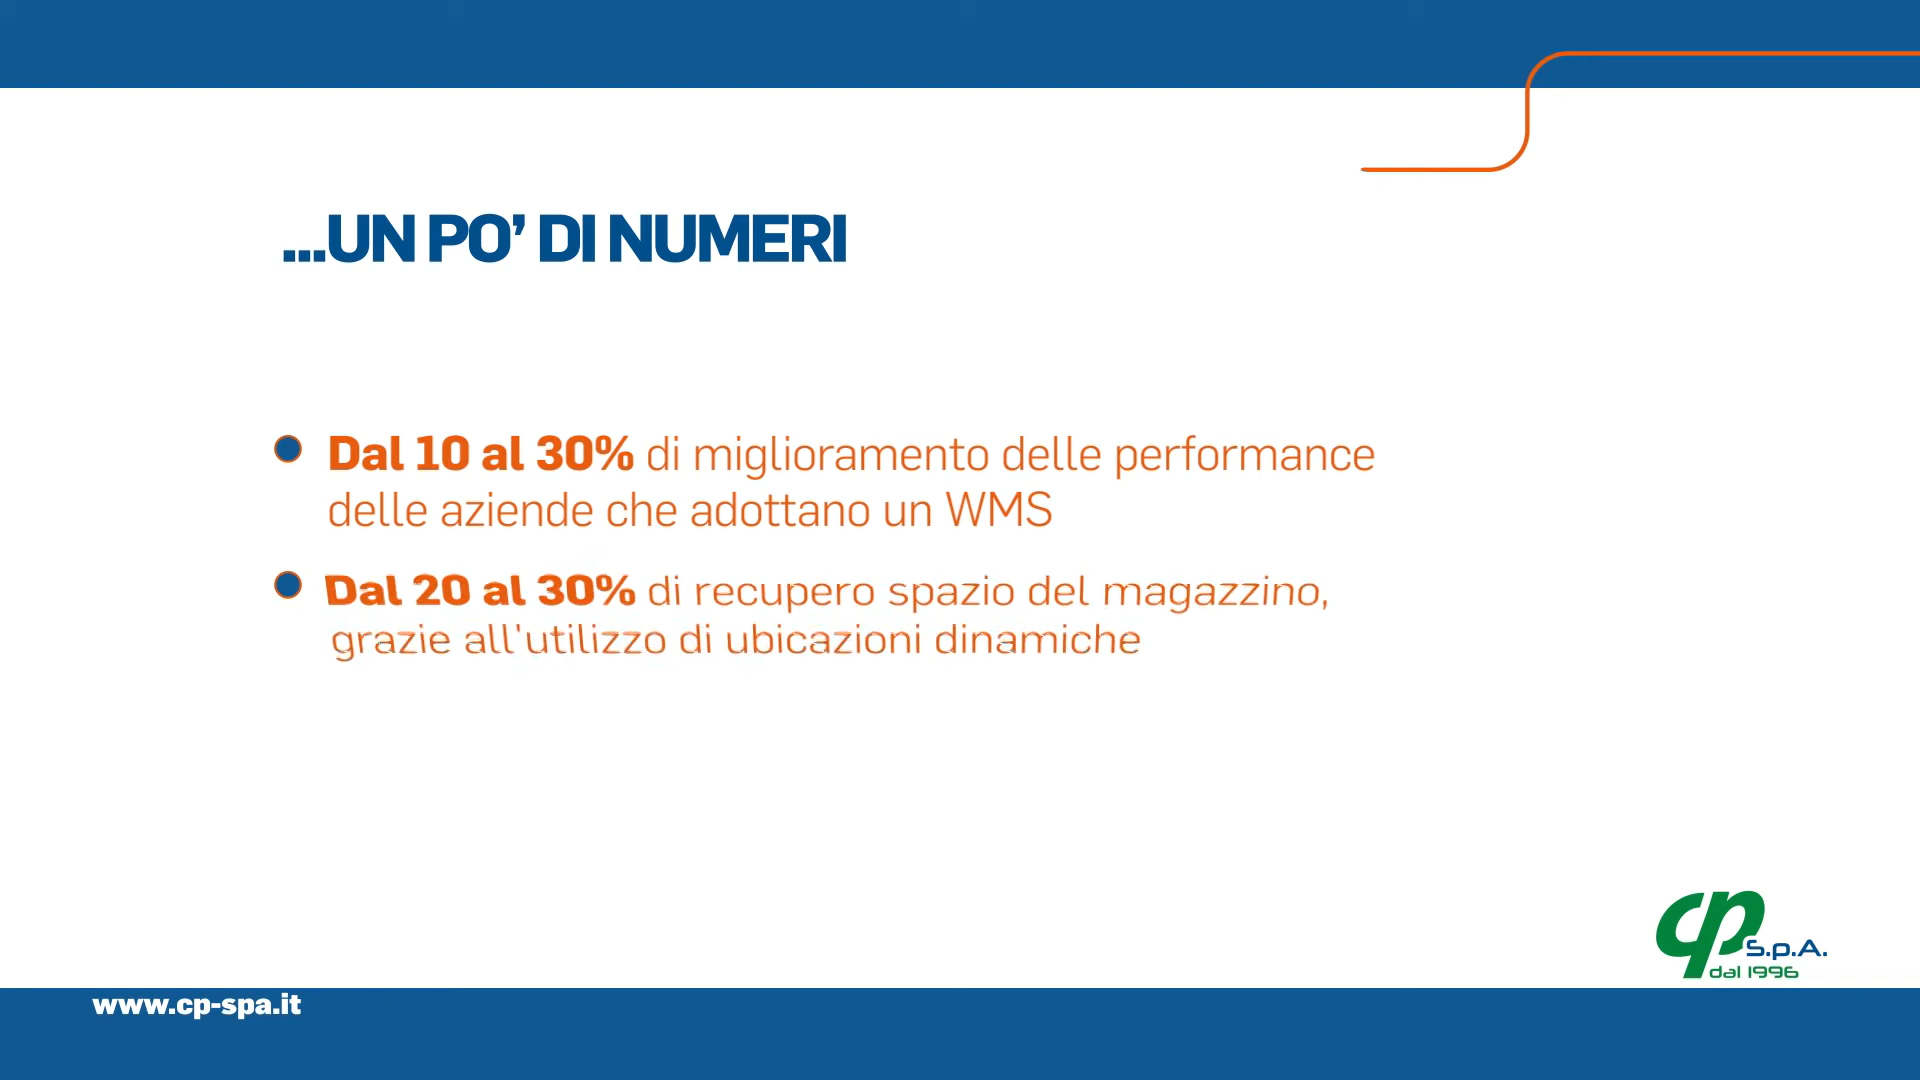 ...UN PO’ DI NUMERI
Dal 10 al 30% di miglioramento delle performance
delle aziende che adottano un WMS
Dal 20 al 30% di recupero spazio del magazzino,
grazie all'utilizzo di ubicazioni dinamiche
cp S.p.A.
dal 1996
www.cp-spa.it